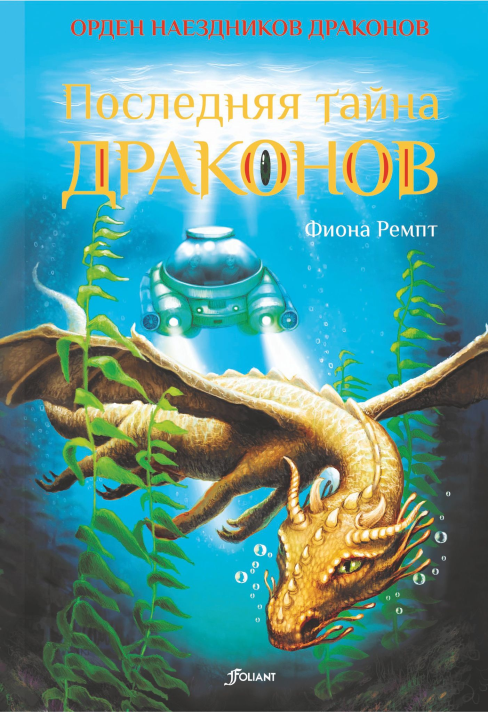 ОРДЕН НАЕЗДНИКОВ ДРАКОНОВ
Последняя тайна
ДРАКОНОВ
Фиона Ремпт
FOLIANT